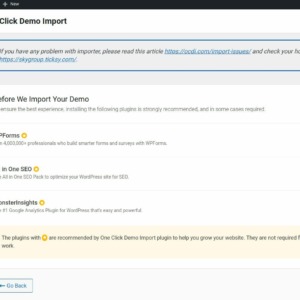 + New
Click Demo Import
If you have any problem with importer, please read this article https://ocdi.com/import-issues/ and check your
https://skygroup.ticksy.com/.
efore We Import Your Demo
ensure the best experience, installing the following plugins is strongly recommended, and in some cases required.
PForms
n 4,000,000+ professionals who build smarter forms and surveys with WPForms.
in One SEO
e All in One SEO Pack to optimize your WordPress site for SEO.
onsterInsights
#1 Google Analytics Plugin for WordPress that's easy and powerful.
The plugins with are recommended by One Click Demo Import plugin to help you grow your website. They are not required f
work.
← Go Back